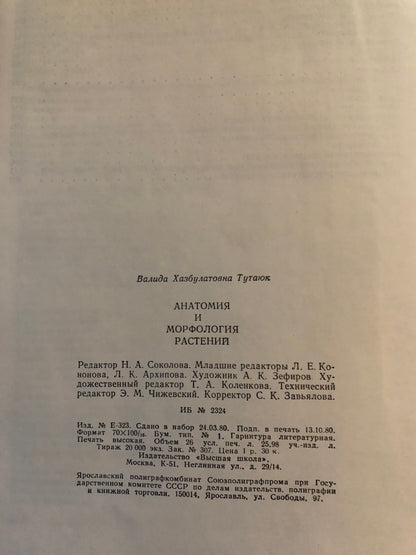 Валида Хазбулатовна Тутаюк
АНАТОМИЯ
И
МОРФОЛОГИЯ
РАСТЕНИЙ
Редактор Н. А. Соколова. Младшие редакторы Л. Е. Ко-
нонова, Л. К. Архипова. Художник А. К. Зефиров Ху-
дожественный редактор Т. А. Коленкова. Технический
редактор Э. М. Чижевский. Корректор С. К. Завьялова.
ИБ № 2324
Изд. № Е-323. Сдано в набор 24.03.80. Подп. в печать 13.10.80.
Формат 70×100/16. Бум. тип. № 1. Гарнитура литературная.
Печать высокая. Объем 26 усл. печ. л. 25,98 уч.-изд. л.
Тираж 20 000 экз. Зак. № 307. Цена 1 р. 30 к.
Издательство «Высшая школа».
Москва, К-51, Неглинная ул., д. 29/14.
Ярославский полиграфкомбинат Союзполиграфпрома при Госу-
дарственном комитете СССР по делам издательств, полиграфии
и книжной торговли. 150014, Ярославль, ул. Свободы, 97.